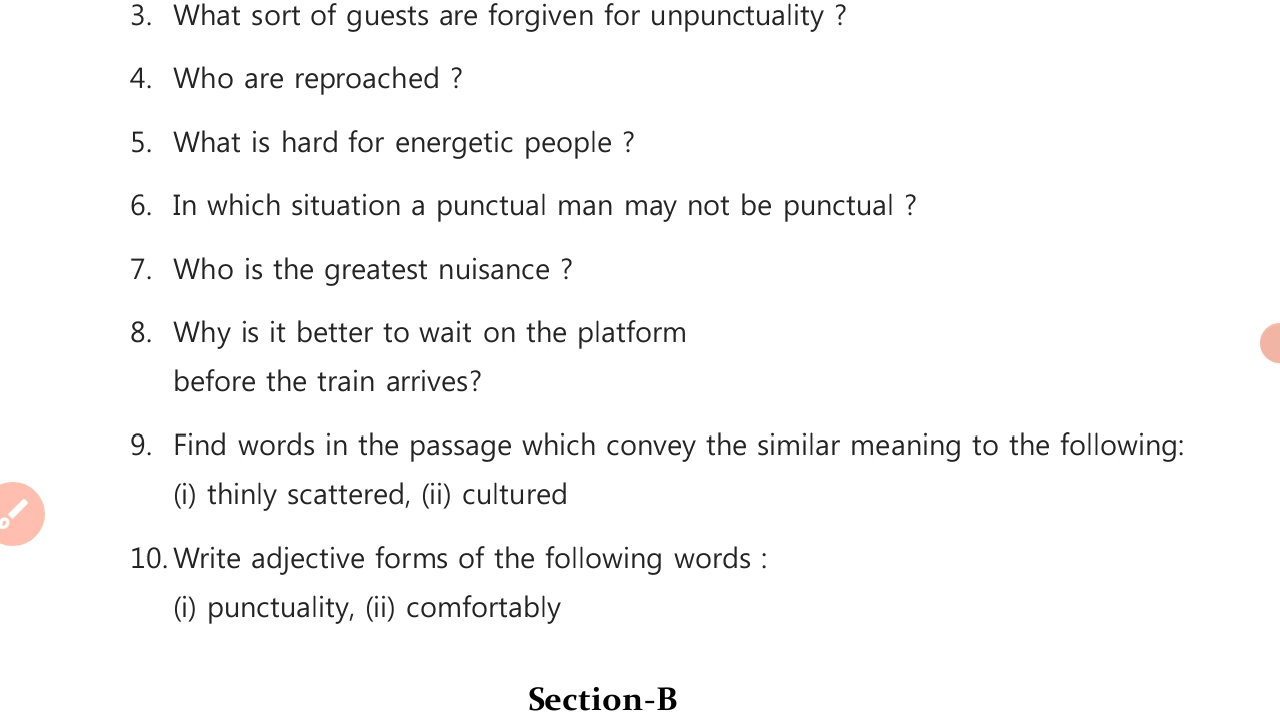 3. What sort of guests are forgiven for unpunctuality ?
4. Who are reproached ?
5. What is hard for energetic people ?
6. In which situation a punctual man may not be punctual ?
7. Who is the greatest nuisance ?
8. Why is it better to wait on the platform
before the train arrives?
9. Find words in the passage which convey the similar meaning to the following:
(i) thinly scattered, (ii) cultured
10. Write adjective forms of the following words :
(i) punctuality, (ii) comfortably
Section-B